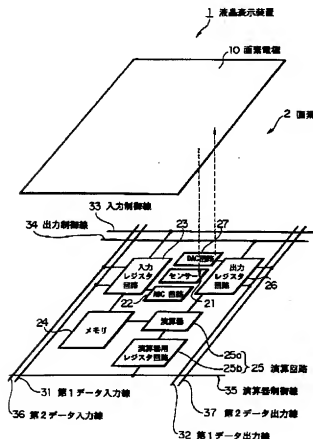 1 液晶表示装置
10 画素電極
2 画素
33 入力制御線
34 出力制御線
23
27
DAC回路
入力レジスタ回路
センサー
出力レジスタ回路
22
ADC 回路
21
26
24
メモリ
演算器
25a
25b
25 演算回路
演算器用レジスタ回路
35 演算器制御線
31 第1データ入力線
36 第2データ入力線
37 第2データ出力線
32 第1データ出力線